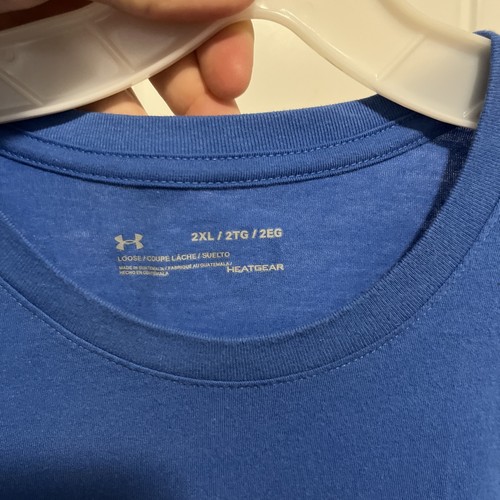 2XL / 2TG / 2EG
LOOSE / COUPE LÂCHE / SUELTO
MADE IN GUATEMALA / FABRIQUÉ AU GUATEMALA /
HECHO EN GUATEMALA
HEATGEAR